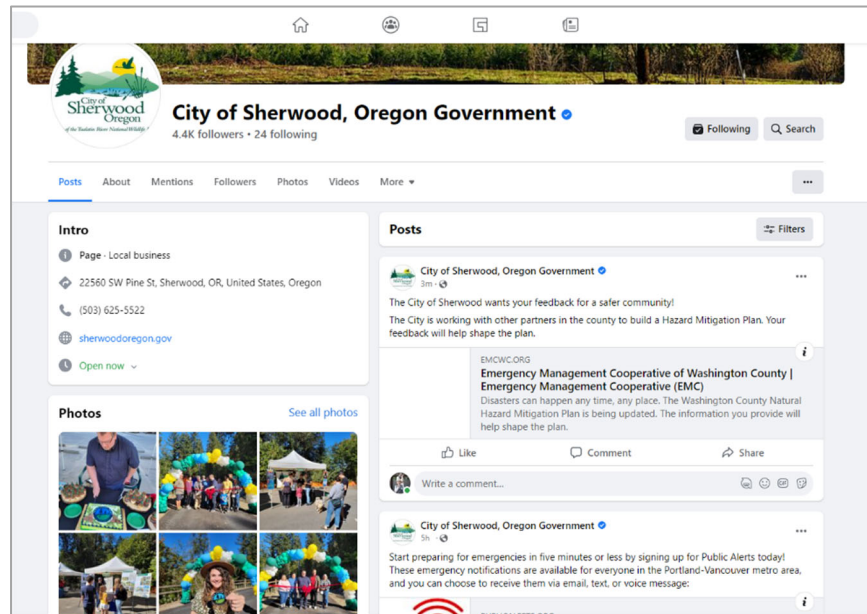 City of
Sherwood
Oregon
of the Tualatin River National Wildlife
City of Sherwood, Oregon Government
4.4K followers • 24 following
Following
Search
Posts
About
Mentions
Followers
Photos
Videos
More
Intro
Page · Local business
22560 SW Pine St, Sherwood, OR, United States, Oregon
(503) 625-5522
sherwoodoregon.gov
Open now
Photos
See all photos
Posts
Filters
City of Sherwood, Oregon Government
3m
The City of Sherwood wants your feedback for a safer community!
The City is working with other partners in the county to build a Hazard Mitigation Plan. Your
feedback will help shape the plan.
EMCWC.ORG
Emergency Management Cooperative of Washington County |
Emergency Management Cooperative (EMC)
Disasters can happen any time, any place. The Washington County Natural
Hazard Mitigation Plan is being updated. The information you provide will
help shape the plan.
Like
Comment
Share
Write a comment...
GIF
City of Sherwood, Oregon Government
5h
Start preparing for emergencies in five minutes or less by signing up for Public Alerts today!
These emergency notifications are available for everyone in the Portland-Vancouver metro area,
and you can choose to receive them via email, text, or voice message: